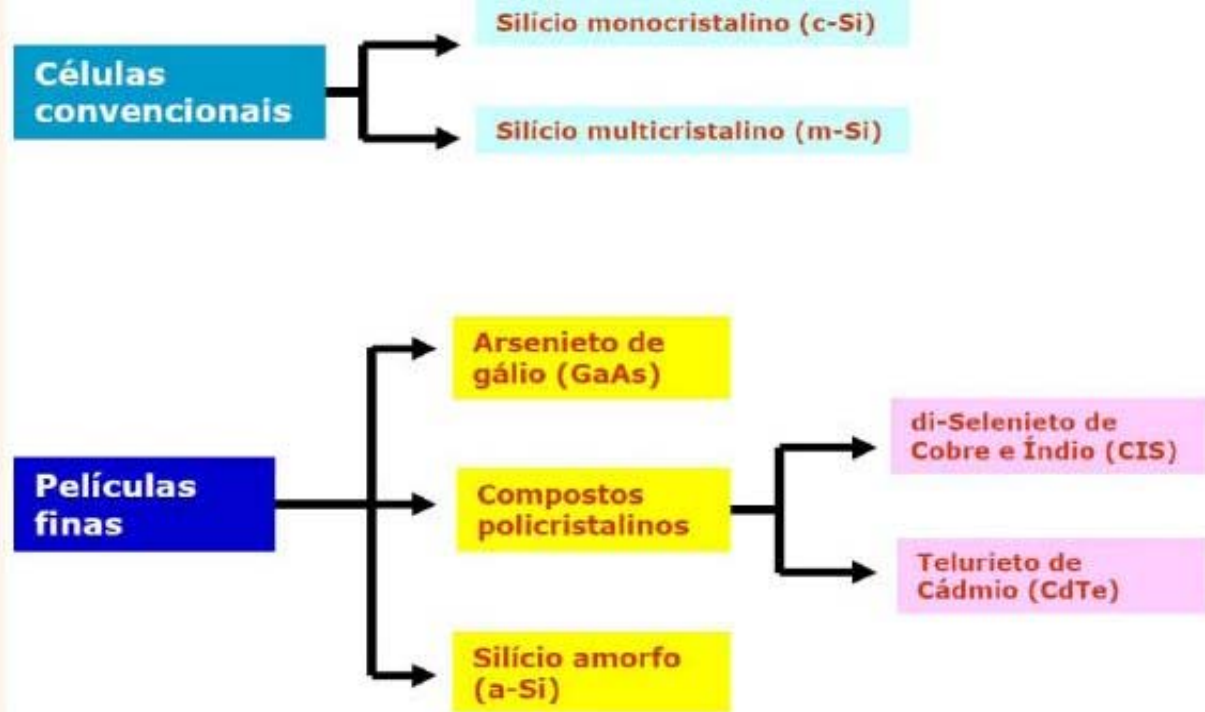 Silício monocristalino (c-Si)
Células
convencionais
Silício multicristalino (m-Si)
Arsenieto de
gálio (GaAs)
di-Selenieto de
Cobre e Índio (CIS)
Películas
finas
Compostos
policristalinos
Telurieto de
Cádmio (CdTe)
Silício amorfo
(a-Si)